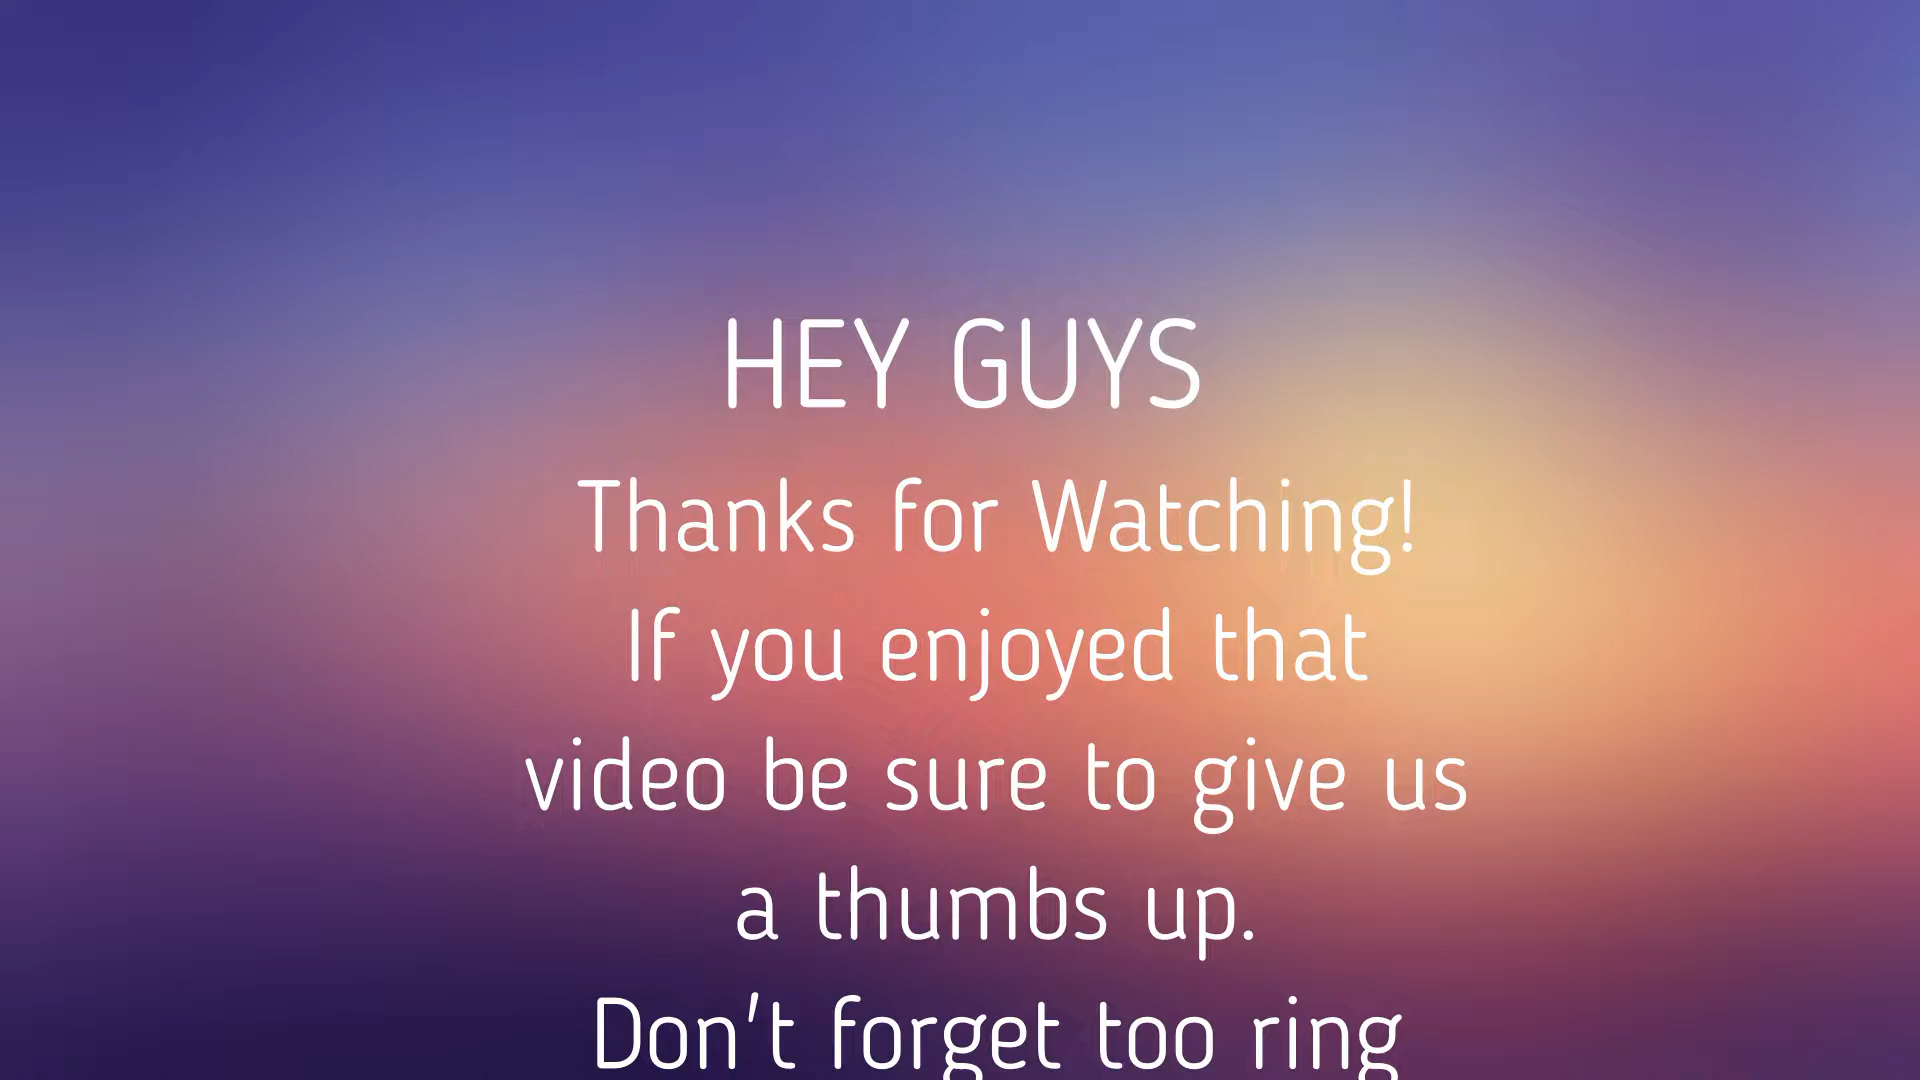 HEY GUYS
Thanks for Watching!
If you enjoyed that
video be sure to give us
a thumbs up.
Don't forget too ring